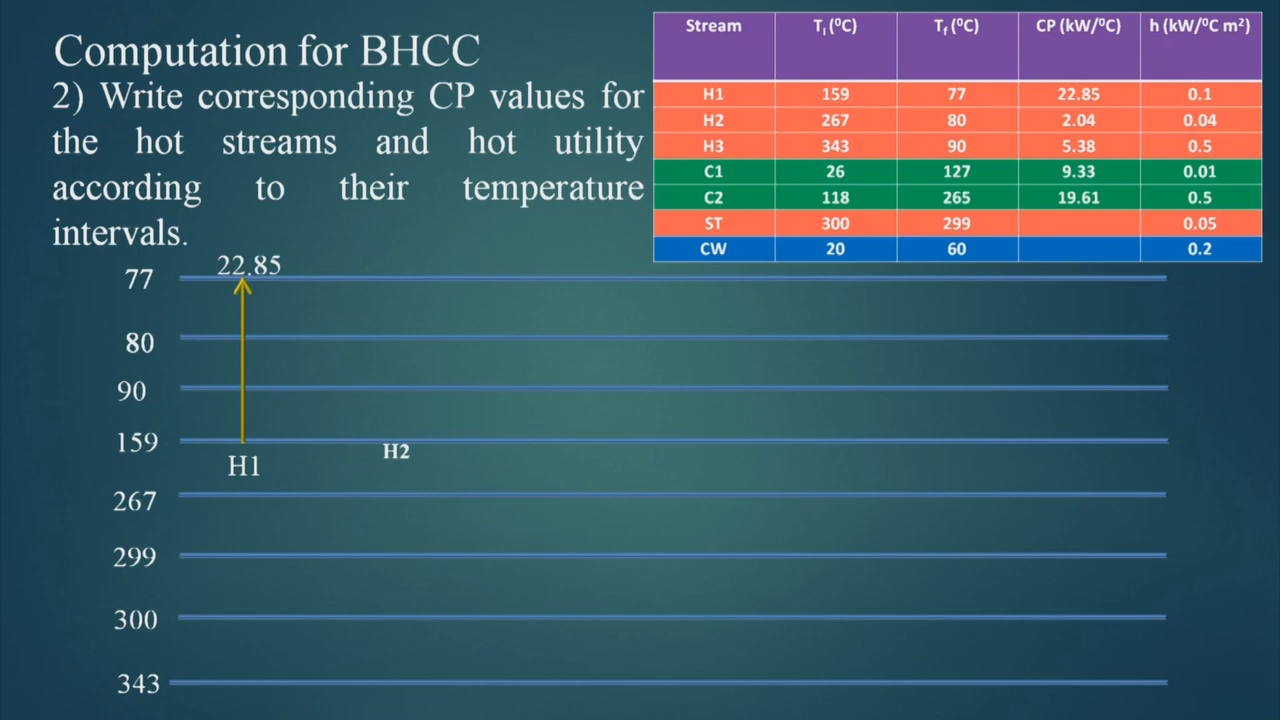 Computation for BHCC
2) Write corresponding CP values for
the hot streams and hot utility
according to their temperature
intervals.
Stream Tᵢ (⁰C) T𝒇 (⁰C) CP (kW/⁰C) h (kW/⁰C m²)
H1 159 77 22.85 0.1
H2 267 80 2.04 0.04
H3 343 90 5.38 0.5
C1 26 127 9.33 0.01
C2 118 265 19.61 0.5
ST 300 299 0.05
CW 20 60 0.2
22.85
77
80
90
159
H1
H2
267
299
300
343